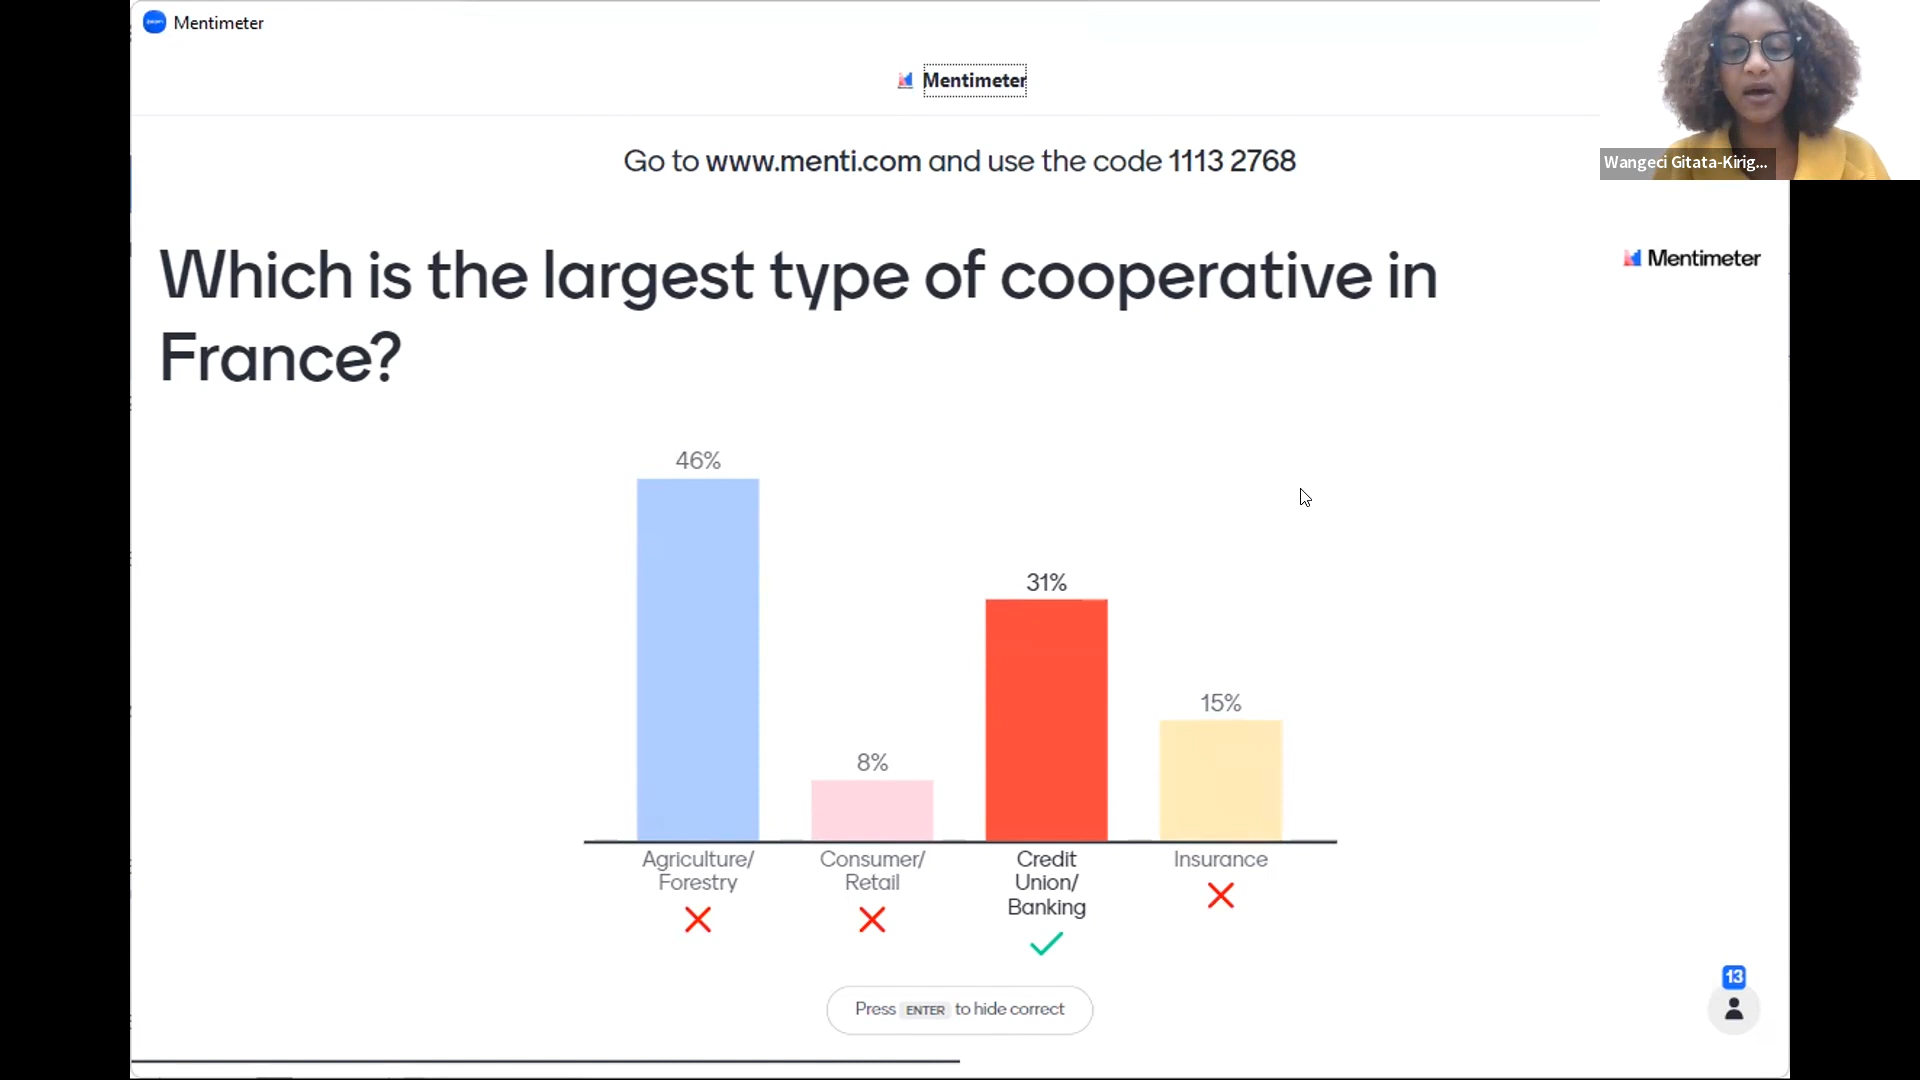 Mentimeter
Mentimeter
Go to www.menti.com and use the code 1113 2768
Wangeci Gitata-Kirig...
Which is the largest type of cooperative in
France?
Mentimeter
46%
8%
31%
15%
Agriculture/
Forestry
Consumer/
Retail
Credit
Union/
Banking
Insurance
Press ENTER to hide correct
13